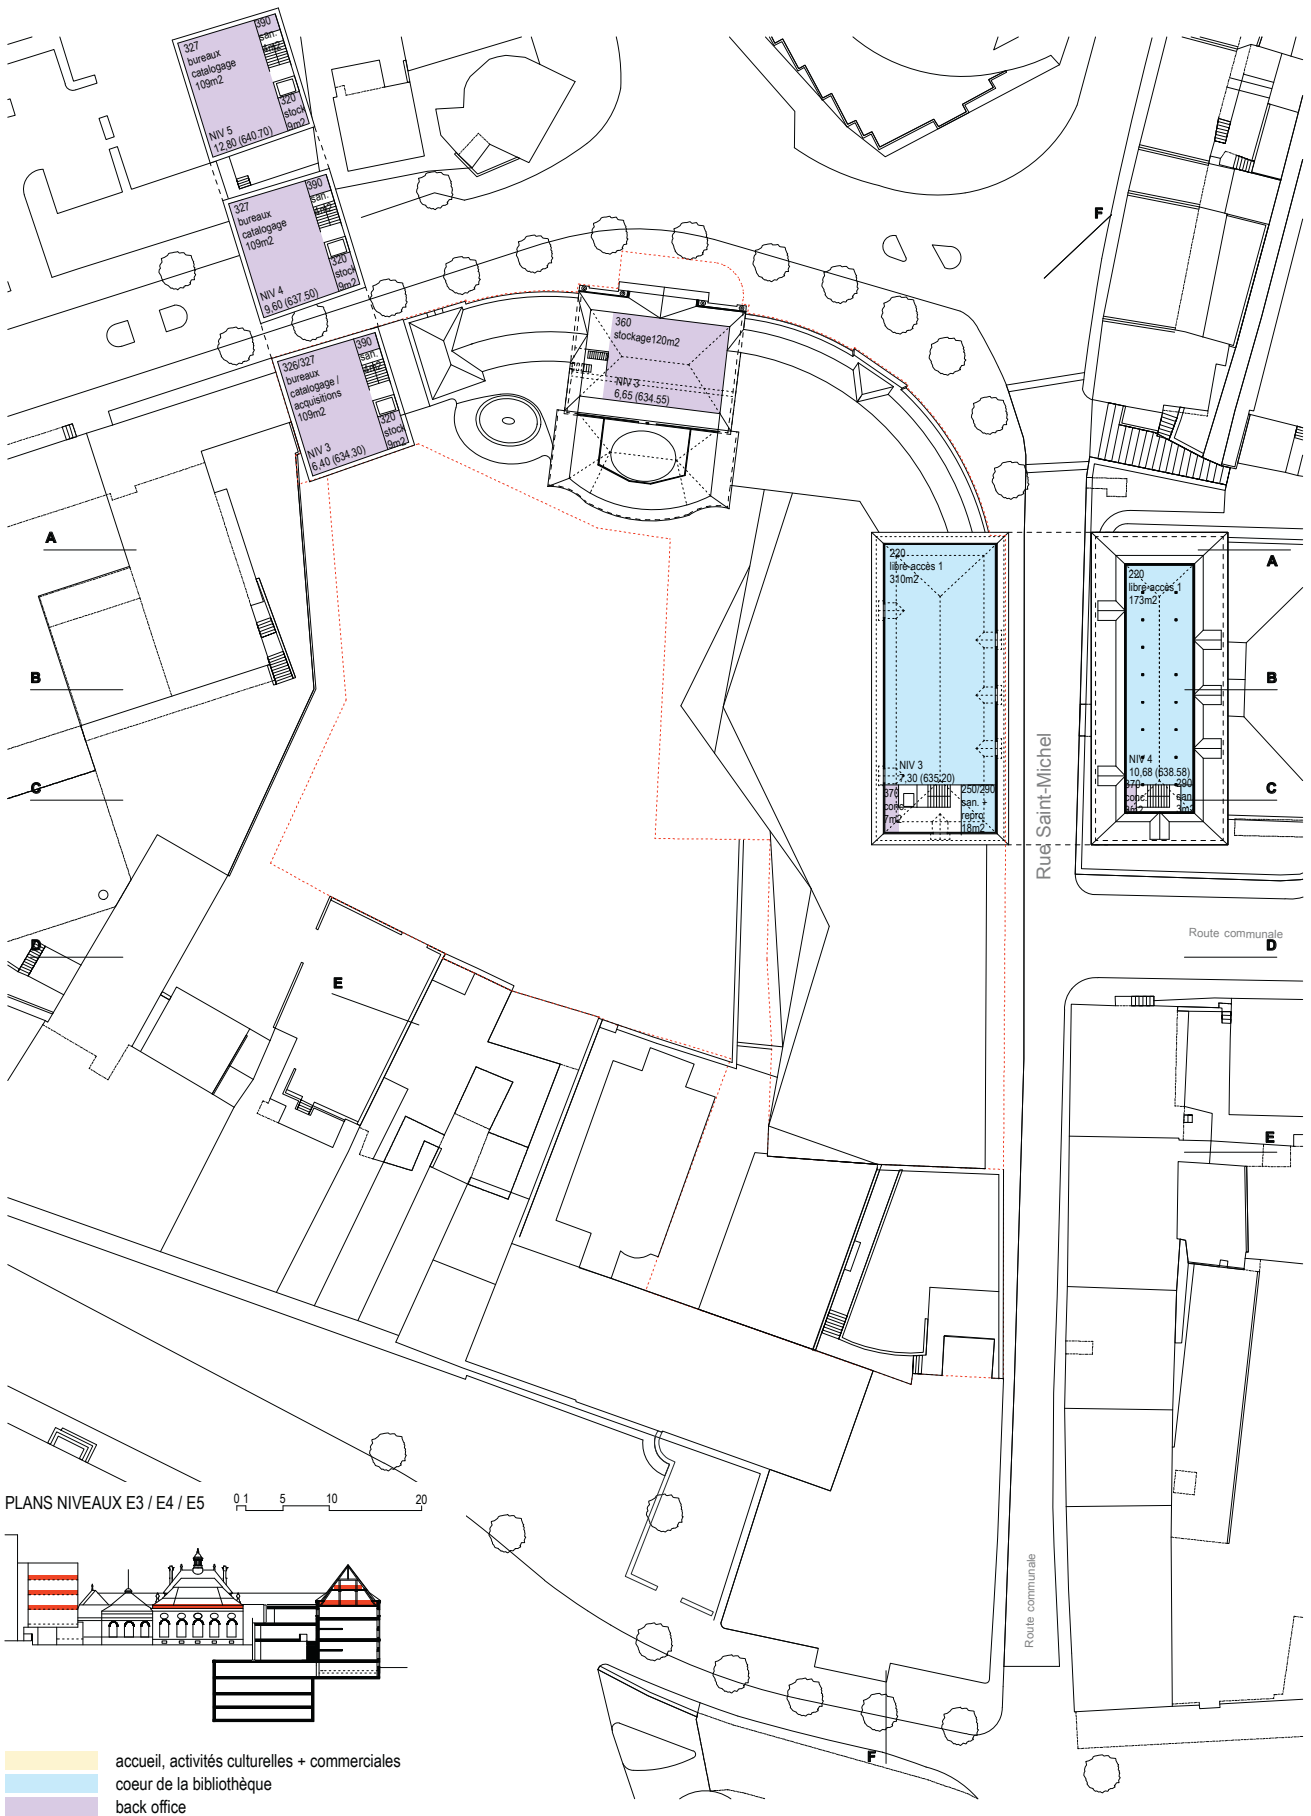 327
bureaux
catalogage
109m2
390
san.
320
stock
9m2
NIV 5
12,80 (640.70)
327
bureaux
catalogage
109m2
390
san.
320
stock
9m2
NIV 4
9,60 (637.50)
326/327
bureaux
catalogage /
acquisitions
109m2
390
san.
320
stock
9m2
NIV 3
6,40 (634.30)
360
stockage120m2
NIV 3
6,65 (634.55)
F
A
A
220
libre-accès 1
310m2
220
libre-accès 1
173m2
B
B
Rue Saint-Michel
NIV 3
7,30 (635.20)
NIV 4
10,68 (638.58)
C
C
370
conc.
7m2
250/290
san. +
repro
18m2
370
conc.
290
san.
3m2
Route communale
D
D
E
E
PLANS NIVEAUX E3 / E4 / E5
0 1 5 10 20
Route communale
F
accueil, activités culturelles + commerciales
coeur de la bibliothèque
back office